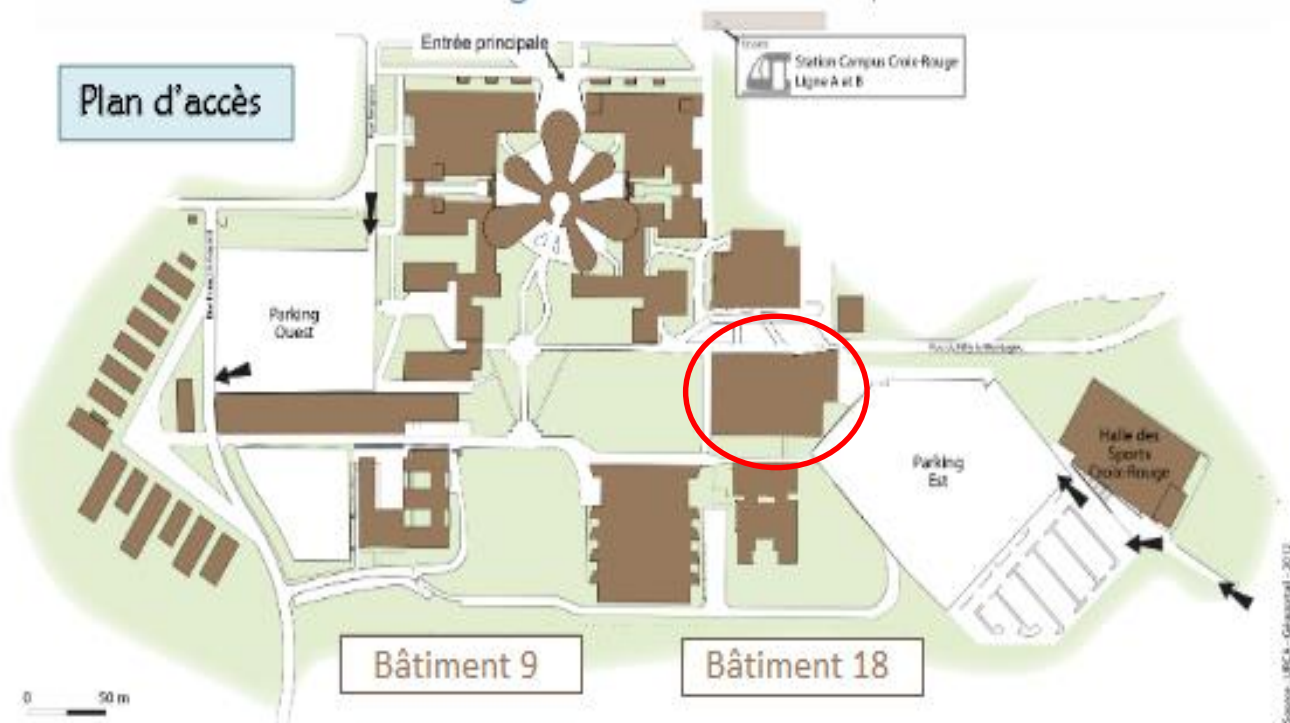 Entrée principale
Station Campus Croix-Rouge
Ligne A et B
Plan d'accès
Parking
Ouest
Halle des
Sports
Croix-Rouge
Parking
Est
Bâtiment 9
Bâtiment 18
0
50 m